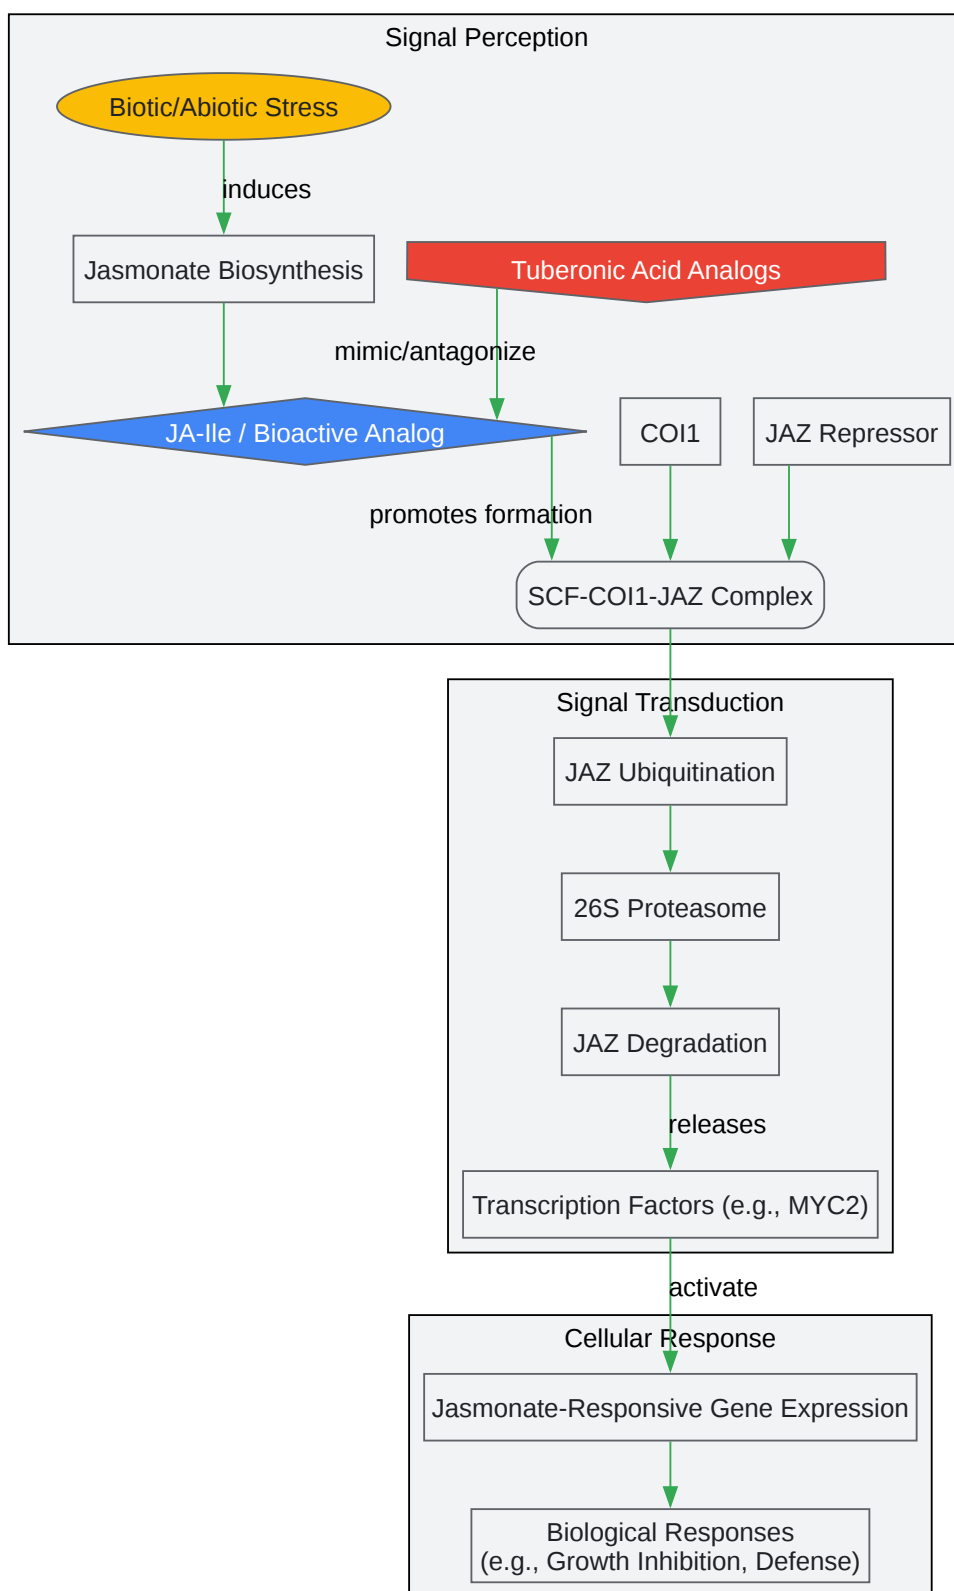 Signal Perception
Biotic/Abiotic Stress
induces
Jasmonate Biosynthesis
Tuberonic Acid Analogs
mimic/antagonize
JA-Ile / Bioactive Analog
COI1
JAZ Repressor
promotes formation
SCF-COI1-JAZ Complex
Signal Transduction
JAZ Ubiquitination
26S Proteasome
JAZ Degradation
releases
Transcription Factors (e.g., MYC2)
activate
Cellular Response
Jasmonate-Responsive Gene Expression
Biological Responses
(e.g., Growth Inhibition, Defense)